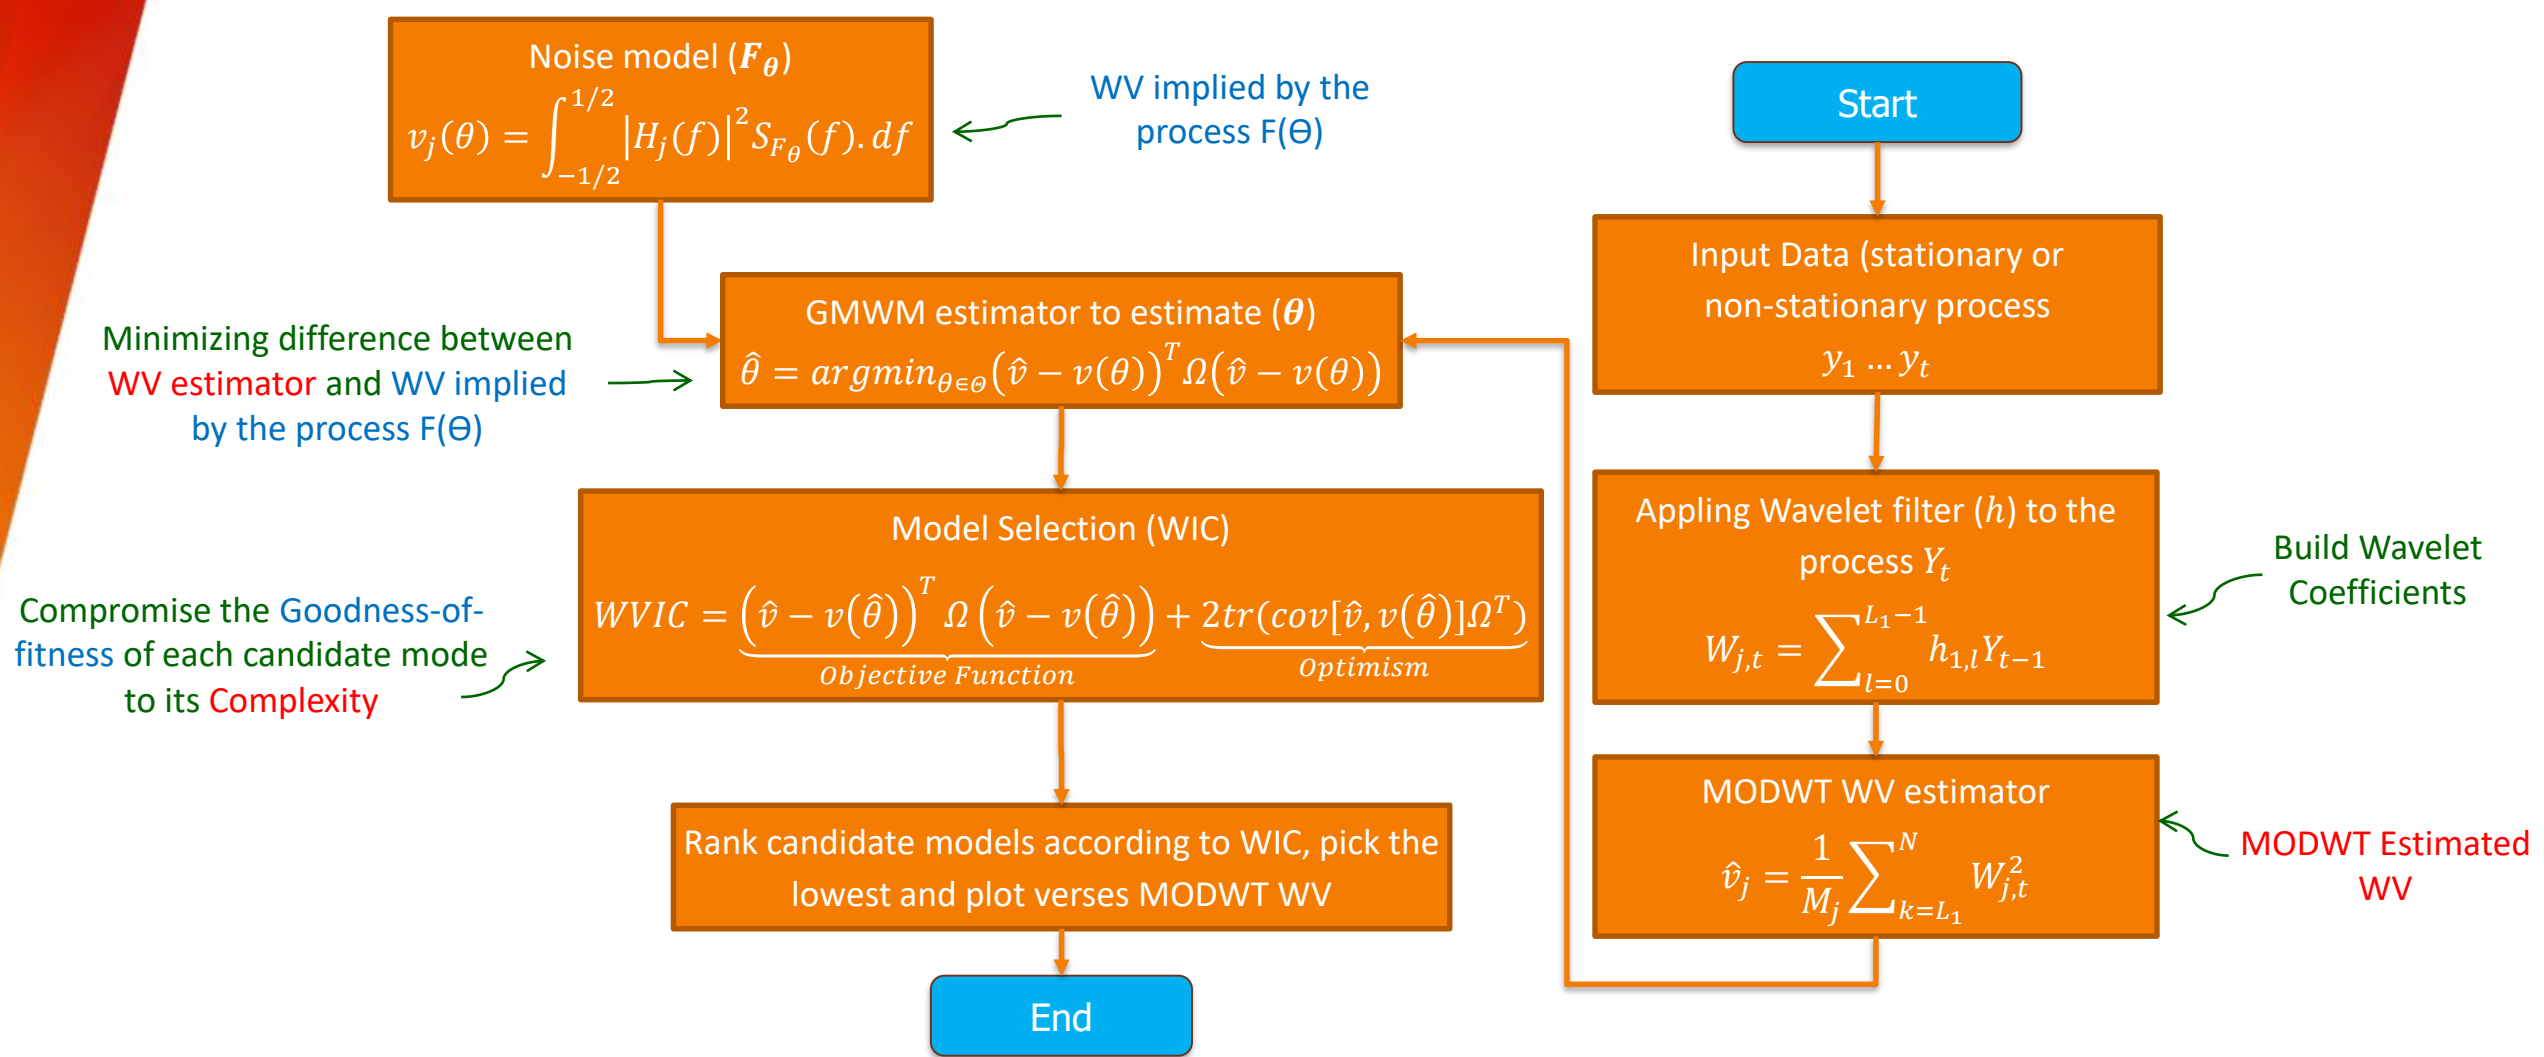 Noise model (𝑭_𝜽)
v_j(θ) = ∫_{-1/2}^{1/2} |H_j(f)|^2 S_{F_θ}(f). df
WV implied by the
process F(Ө)
Start
Input Data (stationary or
non-stationary process
y_1 … y_t
GMWM estimator to estimate (𝜽)
θ̂ = argmin_{θ∈Θ}(v̂ − v(θ))^T Ω(v̂ − v(θ))
Minimizing difference between
WV estimator and WV implied
by the process F(Ө)
Appling Wavelet filter (h) to the
process Y_t
W_{j,t} = ∑_{l=0}^{L_1−1} h_{1,l} Y_{t−1}
Build Wavelet
Coefficients
Model Selection (WIC)
WVIC = (v̂ − v(θ̂))^T Ω (v̂ − v(θ̂)) + 2tr(cov[v̂, v(θ̂)]Ω^T)
Objective Function
Optimism
Compromise the Goodness-of-
fitness of each candidate mode
to its Complexity
MODWT WV estimator
v̂_j = 1/M_j ∑_{k=L_1}^{N} W_{j,t}^2
MODWT Estimated
WV
Rank candidate models according to WIC, pick the
lowest and plot verses MODWT WV
End